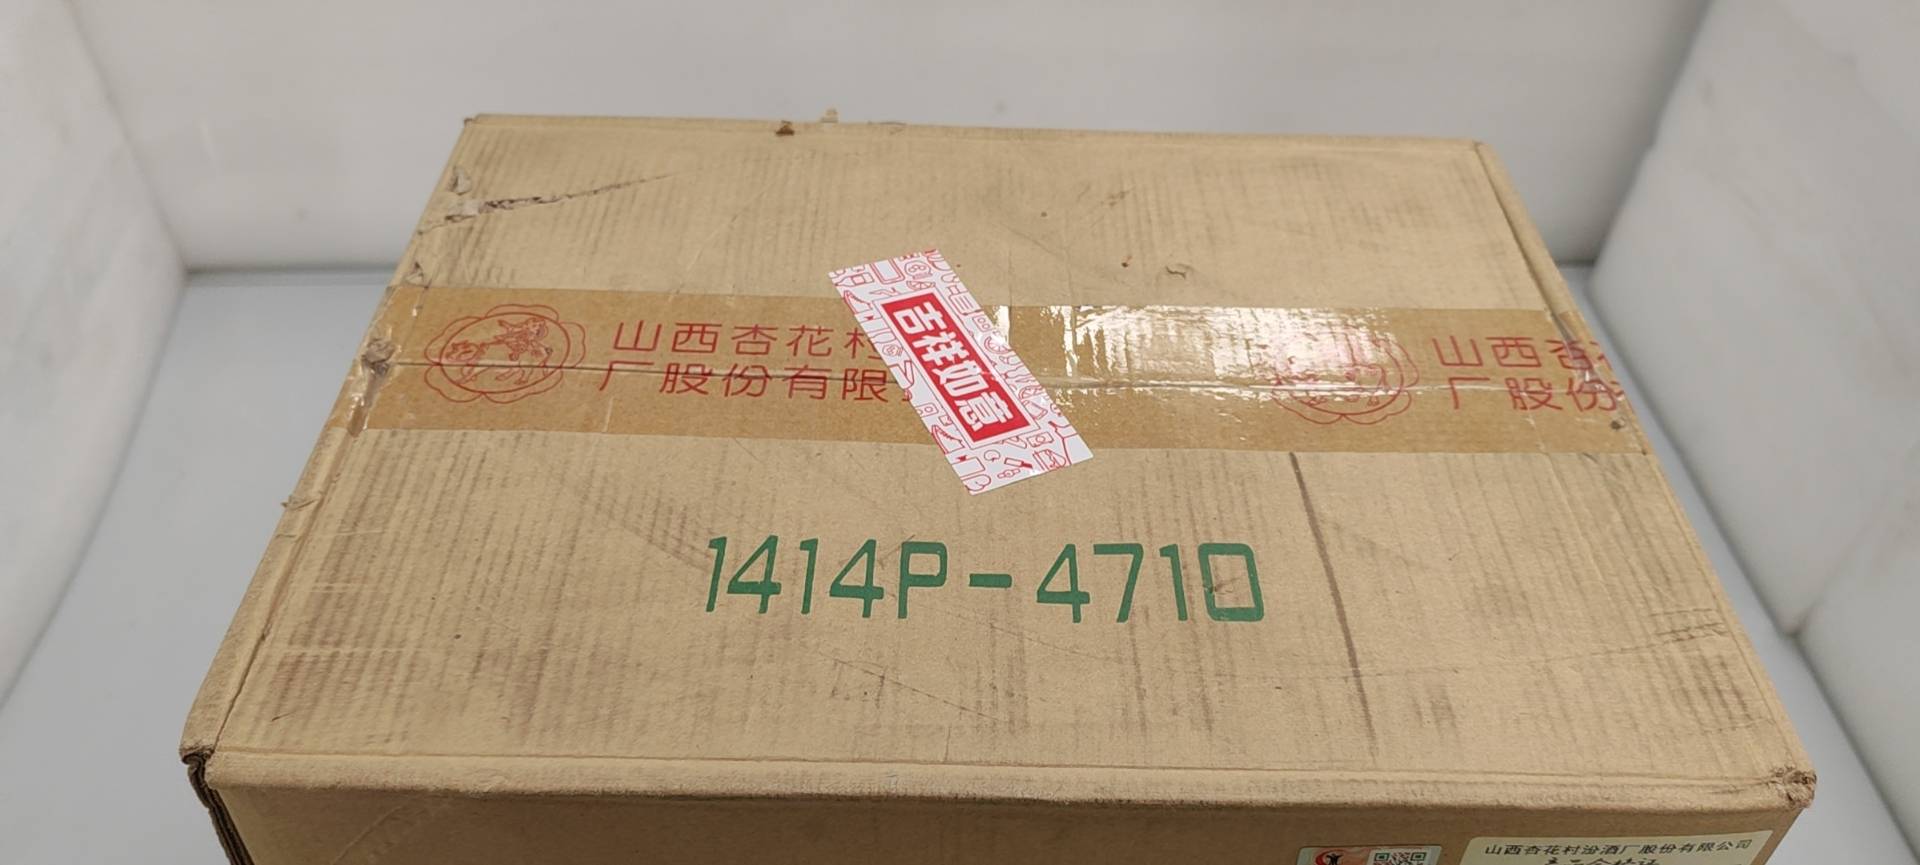 山西杏花村
厂股份有限
吉祥如意
山西杏
厂股份
1414P-4710
山西杏花村汾酒厂股份有限公司